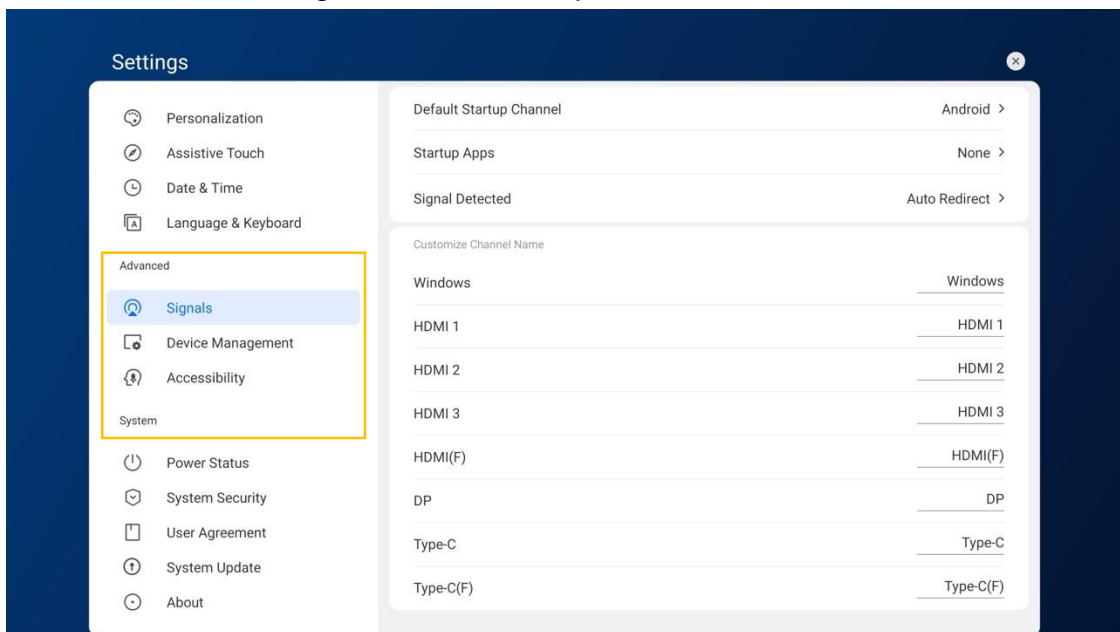 Settings
Personalization
Assistive Touch
Date & Time
Language & Keyboard
Advanced
Signals
Device Management
Accessibility
System
Power Status
System Security
User Agreement
System Update
About
Default Startup Channel Android
Startup Apps None
Signal Detected Auto Redirect
Customize Channel Name
Windows Windows
HDMI 1 HDMI 1
HDMI 2 HDMI 2
HDMI 3 HDMI 3
HDMI(F) HDMI(F)
DP DP
Type-C Type-C
Type-C(F) Type-C(F)